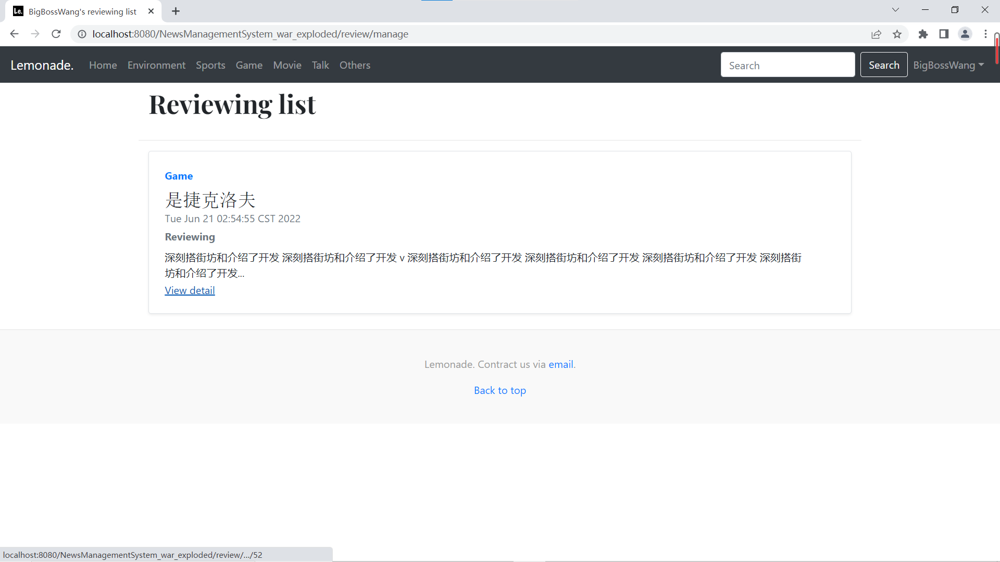 Le. BigBossWang's reviewing list
localhost:8080/NewsManagementSystem_war_exploded/review/manage
Lemonade. Home Environment Sports Game Movie Talk Others Search Search BigBossWang
Reviewing list
Game
是捷克洛夫
Tue Jun 21 02:54:55 CST 2022
Reviewing
深刻搭街坊和介绍了开发 深刻搭街坊和介绍了开发 v 深刻搭街坊和介绍了开发 深刻搭街坊和介绍了开发 深刻搭街坊和介绍了开发 深刻搭街
坊和介绍了开发...
View detail
Lemonade. Contract us via email.
Back to top
localhost:8080/NewsManagementSystem_war_exploded/review/.../52